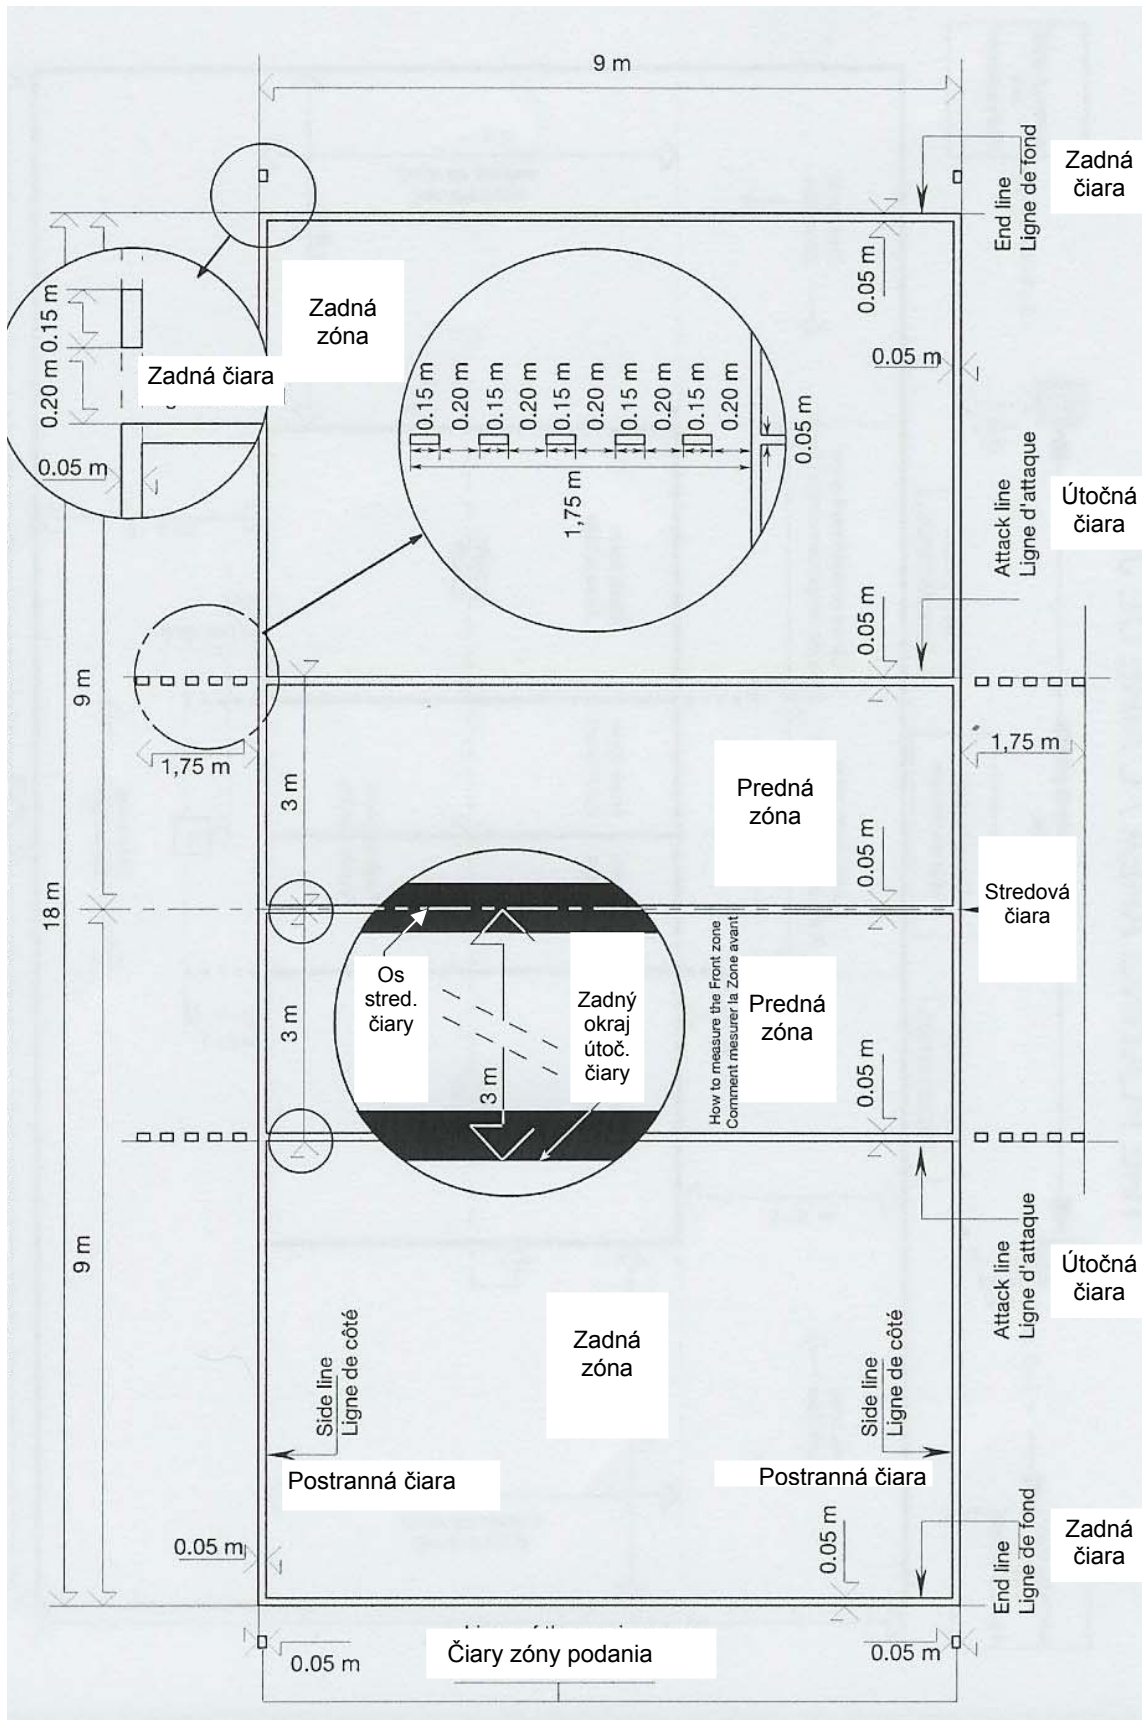 9 m
End line
Ligne de fond
Zadná
čiara
0.05 m
Zadná
zóna
0.15 m
0.20 m
Zadná čiara
0.05 m
0.05 m
0.15 m
0.20 m
0.15 m
0.20 m
0.15 m
0.20 m
0.15 m
0.20 m
0.15 m
0.20 m
0.05 m
1,75 m
Attack line
Ligne d'attaque
Útočná
čiara
0.05 m
9 m
1,75 m
1,75 m
3 m
Predná
zóna
0.05 m
18 m
Stredová
čiara
Os
stred.
čiary
Zadný
okraj
útoč.
čiary
3 m
3 m
How to measure the Front zone
Comment mesurer la Zone avant
Predná
zóna
0.05 m
9 m
Attack line
Ligne d'attaque
Útočná
čiara
Zadná
zóna
Side line
Ligne de côté
Postranná čiara
Side line
Ligne de côté
Postranná čiara
0.05 m
0.05 m
End line
Ligne de fond
Zadná
čiara
0.05 m
Čiary zóny podania
0.05 m